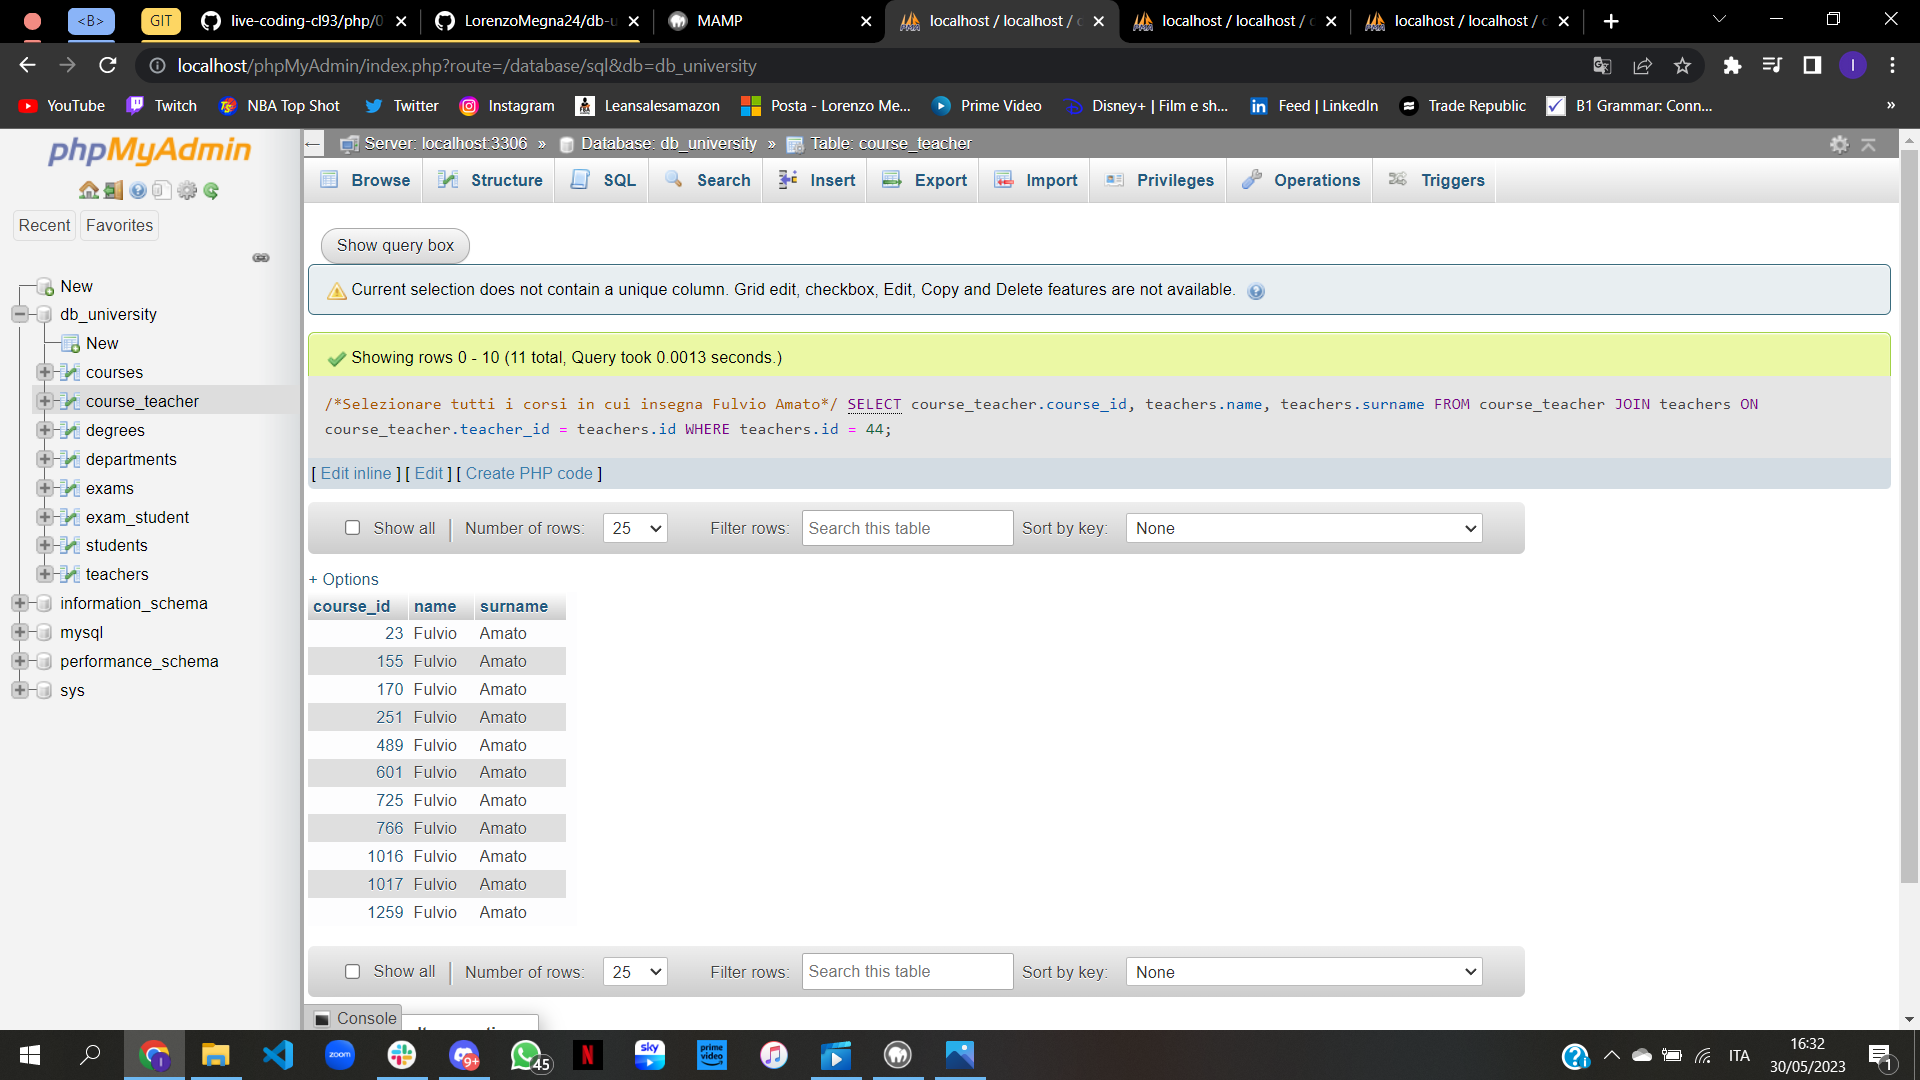 <B>
GIT
live-coding-cl93/php/0
LorenzoMegna24/db-u
MAMP
localhost / localhost / c
localhost / localhost / c
localhost / localhost / c
localhost/phpMyAdmin/index.php?route=/database/sql&db=db_university
I
YouTube
Twitch
NBA Top Shot
Twitter
Instagram
Leansalesamazon
Posta - Lorenzo Me...
Prime Video
Disney+ | Film e sh...
Feed | LinkedIn
Trade Republic
B1 Grammar: Conn...
»
phpMyAdmin
Recent
Favorites
New
db_university
New
courses
course_teacher
degrees
departments
exams
exam_student
students
teachers
information_schema
mysql
performance_schema
sys
Server: localhost:3306 » Database: db_university » Table: course_teacher
Browse
Structure
SQL
Search
Insert
Export
Import
Privileges
Operations
Triggers
Show query box
Current selection does not contain a unique column. Grid edit, checkbox, Edit, Copy and Delete features are not available.
Showing rows 0 - 10 (11 total, Query took 0.0013 seconds.)
/*Selezionare tutti i corsi in cui insegna Fulvio Amato*/ SELECT course_teacher.course_id, teachers.name, teachers.surname FROM course_teacher JOIN teachers ON
course_teacher.teacher_id = teachers.id WHERE teachers.id = 44;
[ Edit inline ] [ Edit ] [ Create PHP code ]
Show all | Number of rows: 25 Filter rows: Search this table Sort by key: None
+ Options
course_id name surname
23 Fulvio Amato
155 Fulvio Amato
170 Fulvio Amato
251 Fulvio Amato
489 Fulvio Amato
601 Fulvio Amato
725 Fulvio Amato
766 Fulvio Amato
1016 Fulvio Amato
1017 Fulvio Amato
1259 Fulvio Amato
Show all | Number of rows: 25 Filter rows: Search this table Sort by key: None
Console
zoom
9+
45
N
sky
prime video
ITA
16:32
30/05/2023
1